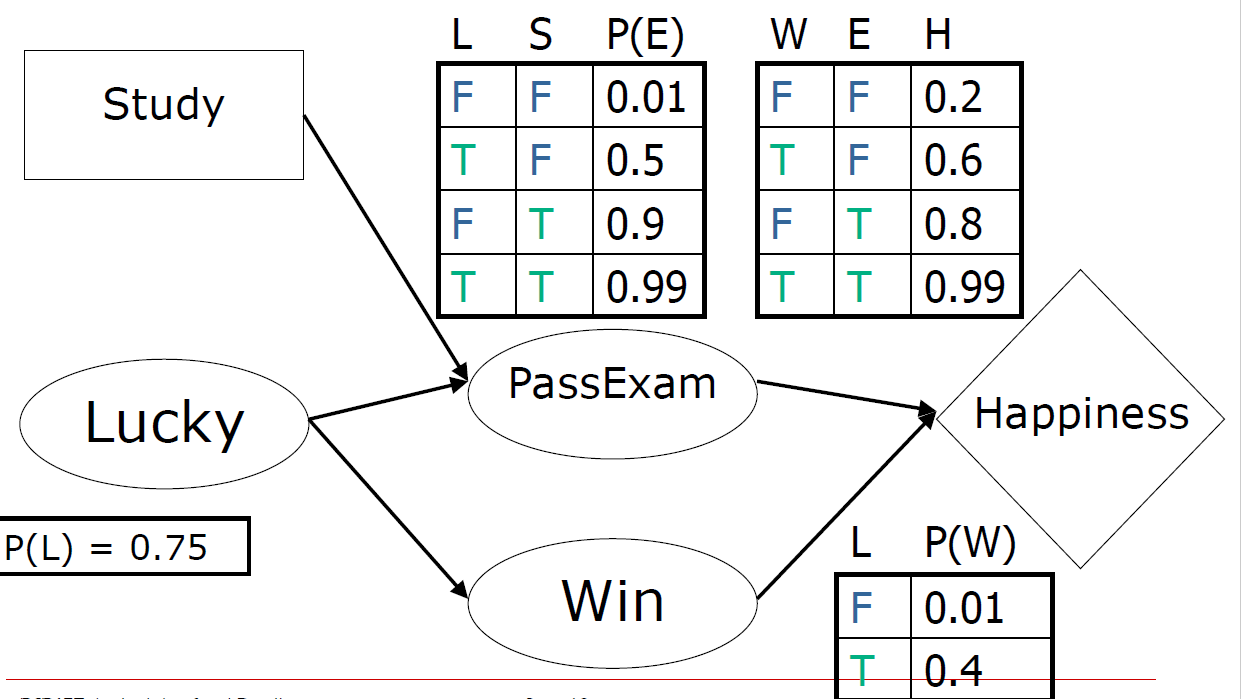 L S P(E)
F F 0.01
T F 0.5
F T 0.9
T T 0.99
W E H
F F 0.2
T F 0.6
F T 0.8
T T 0.99
Study
Lucky
P(L) = 0.75
PassExam
Win
Happiness
L P(W)
F 0.01
T 0.4